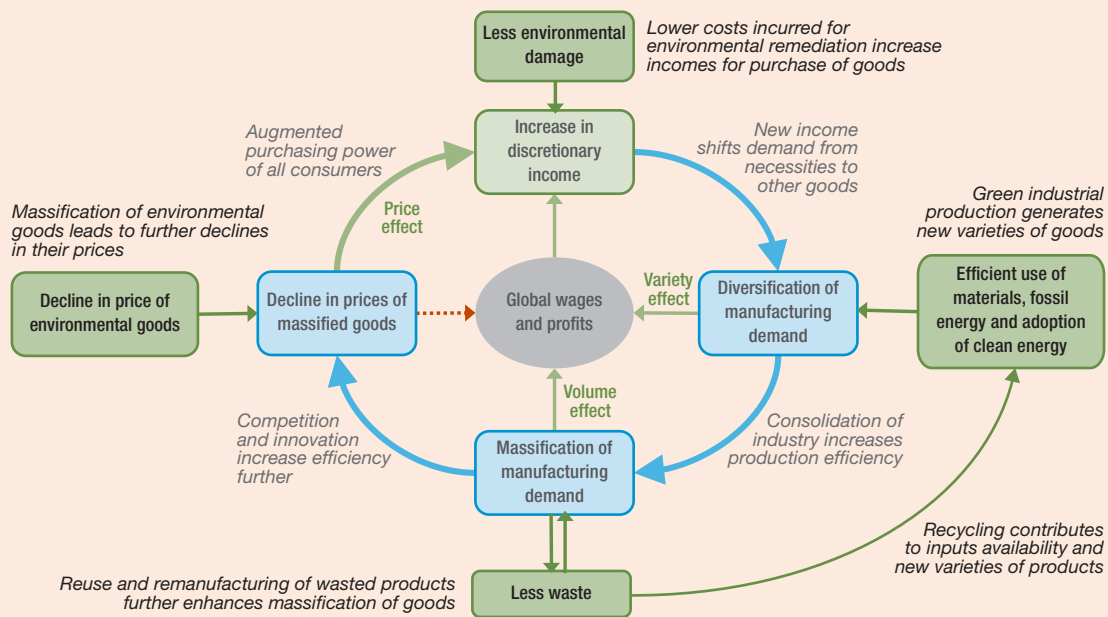 Less environmental
damage
Lower costs incurred for
environmental remediation increase
incomes for purchase of goods
Augmented
purchasing power
of all consumers
Increase in
discretionary
income
New income
shifts demand from
necessities to
other goods
Massification of environmental
goods leads to further declines
in their prices
Price
effect
Green industrial
production generates
new varieties of goods
Decline in price of
environmental goods
Decline in prices of
massified goods
Global wages
and profits
Variety
effect
Diversification of
manufacturing
demand
Efficient use of
materials, fossil
energy and adoption
of clean energy
Volume
effect
Competition
and innovation
increase efficiency
further
Massification of
manufacturing
demand
Consolidation of
industry increases
production efficiency
Reuse and remanufacturing of wasted products
further enhances massification of goods
Less waste
Recycling contributes
to inputs availability and
new varieties of products